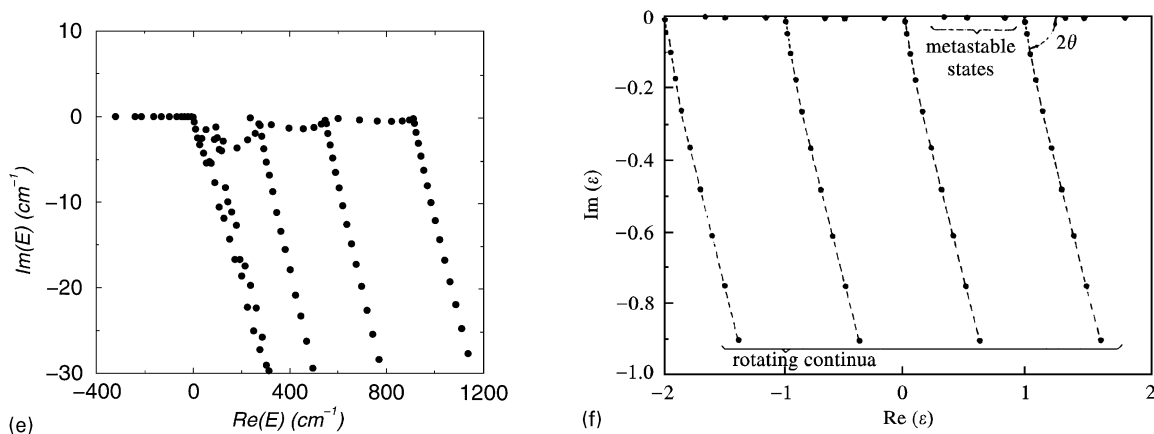 10
0
−10
−20
−30
−400
0
400
800
1200
Im(E) (cm⁻¹)
Re(E) (cm⁻¹)
(e)
0
−0.2
−0.4
−0.6
−0.8
−1.0
−2
−1
0
1
2
Im (ε)
Re (ε)
metastable
states
2θ
rotating continua
(f)